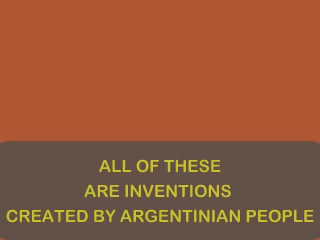 ALL OF THESE
ARE INVENTIONS
CREATED BY ARGENTINIAN PEOPLE